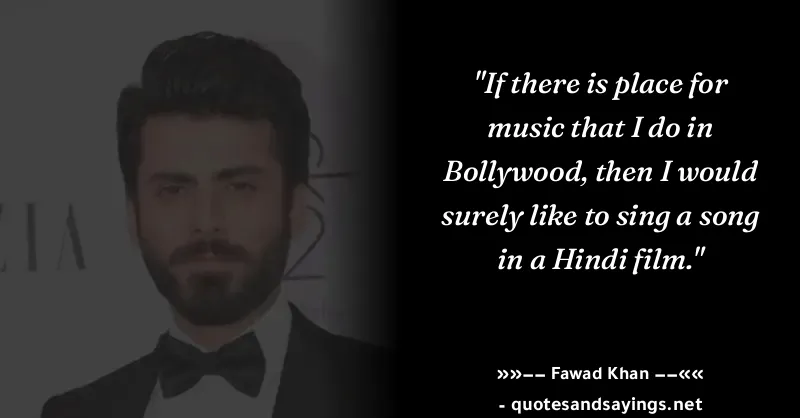 "If there is place for
music that I do in
Bollywood, then I would
surely like to sing a song
in a Hindi film."
»»–– Fawad Khan ––««
- quotesandsayings.net